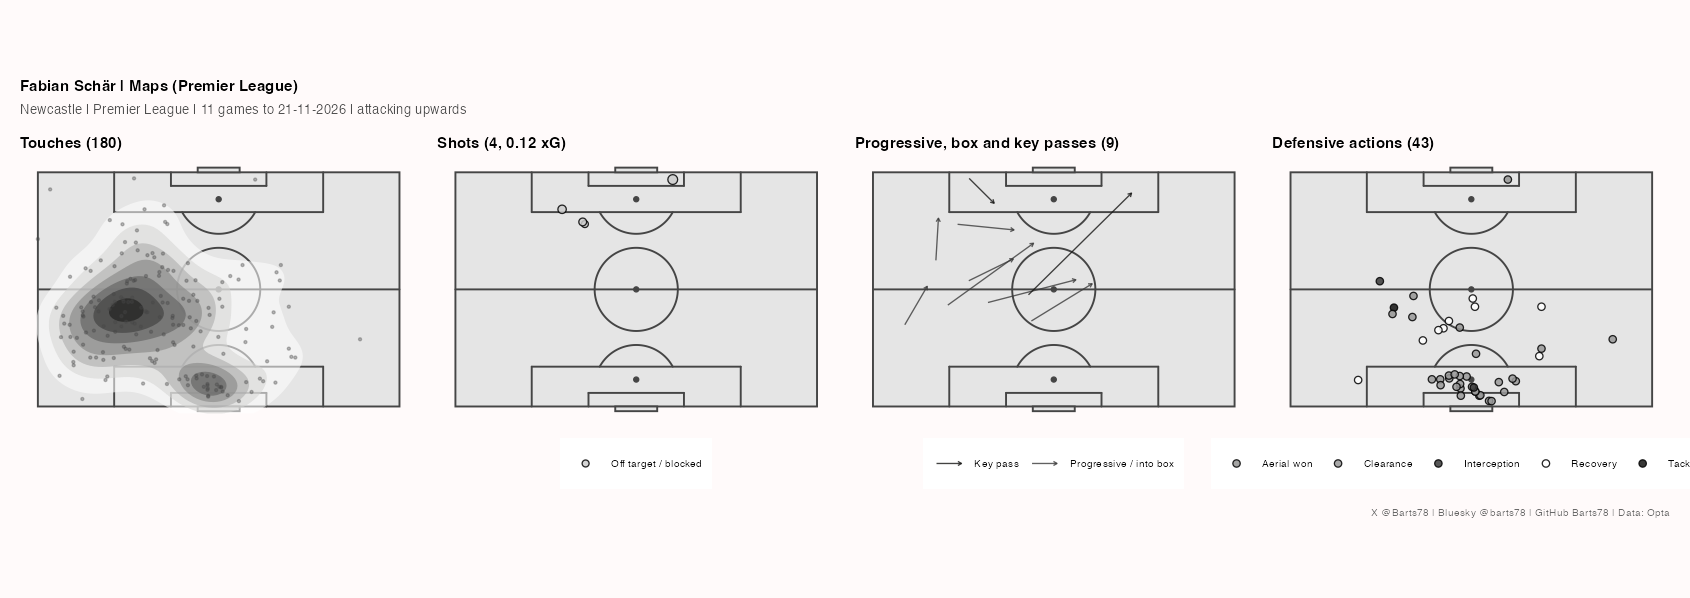 Fabian Schär | Maps (Premier League)
Newcastle | Premier League | 11 games to 21-11-2026 | attacking upwards
Touches (180)
Shots (4, 0.12 xG)
Progressive, box and key passes (9)
Defensive actions (43)
Off target / blocked
Key pass
Progressive / into box
Aerial won
Clearance
Interception
Recovery
Tack
X @Barts78 | Bluesky @barts78 | GitHub Barts78 | Data: Opta